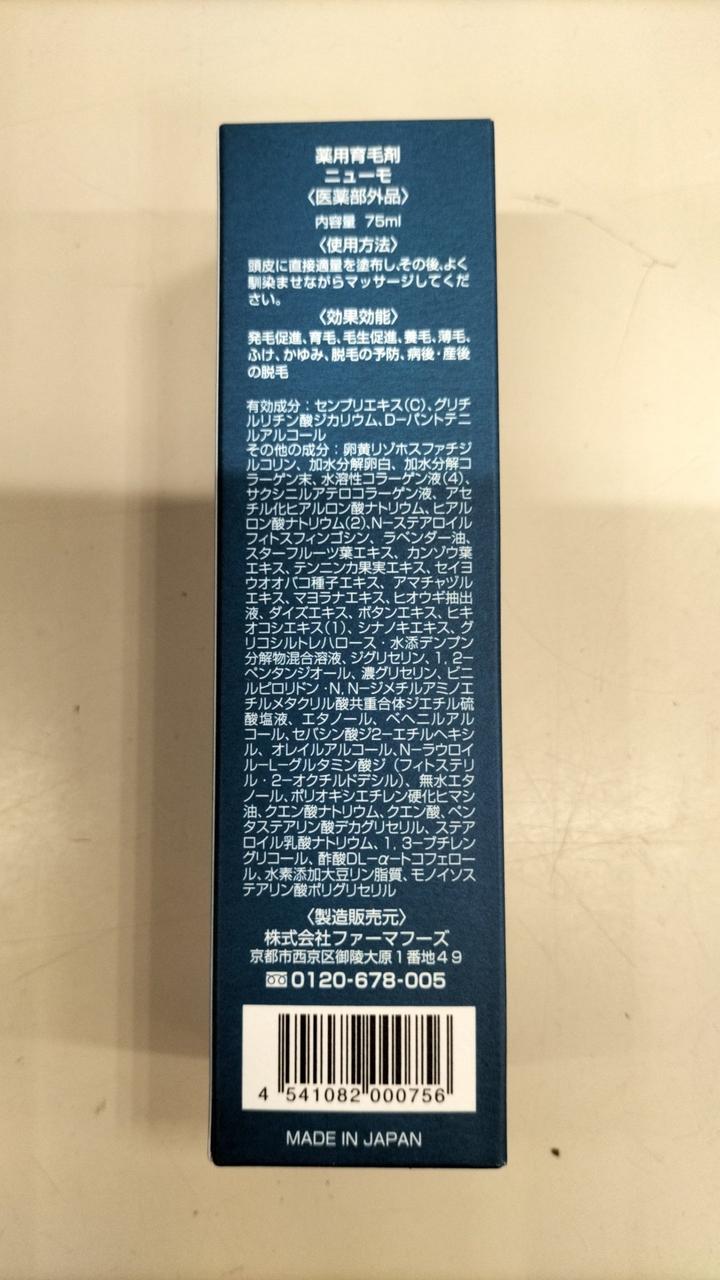 薬用育毛剤
ニューモ
〈医薬部外品〉
内容量 75ml
〈使用方法〉
頭皮に直接適量を塗布し、その後、よく
馴染ませながらマッサージしてくだ
さい。
〈効果効能〉
発毛促進、育毛、毛生促進、養毛、薄毛、
ふけ、かゆみ、脱毛の予防、病後・産後
の脱毛
有効成分：センブリエキス(C)、グリチ
ルリチン酸ジカリウム、D－パントテニ
ルアルコール
その他の成分：卵黄リゾホスファチジ
ルコリン、加水分解卵白、加水分解コ
ラーゲン末、水溶性コラーゲン液(4)、
サクシニルアテロコラーゲン液、アセ
チル化ヒアルロン酸ナトリウム、ヒアル
ロン酸ナトリウム(2)、N－ステアロイル
フィトスフィンゴシン、ラベンダー油、
スターフルーツ葉エキス、カンゾウ葉
エキス、テンニンカ果実エキス、セイヨ
ウオオバコ種子エキス、アマチャヅル
エキス、マヨラナエキス、ヒオウギ抽出
液、ダイズエキス、ボタンエキス、ヒキ
オコシエキス(1)、シナノキエキス、グ
リコシルトレハロース・水添デンプン
分解物混合溶液、ジグリセリン、1，2－
ペンタンジオール、濃グリセリン、ビニ
ルピロリドン・N，N－ジメチルアミノエ
チルメタクリル酸共重合体ジエチル硫
酸塩液、エタノール、ベヘニルアル
コール、セバシン酸ジ2－エチルヘキシ
ル、オレイルアルコール、N－ラウロイ
ル－L－グルタミン酸ジ（フィトステリ
ル・2－オクチルドデシル）、無水エタ
ノール、ポリオキシエチレン硬化ヒマシ
油、クエン酸ナトリウム、クエン酸、ペン
タステアリン酸デカグリセリル、ステア
ロイル乳酸ナトリウム、1，3－ブチレン
グリコール、酢酸DL－α－トコフェロー
ル、水素添加大豆リン脂質、モノイソス
テアリン酸ポリグリセリル
〈製造販売元〉
株式会社ファーマフーズ
京都市西京区御陵大原1番地49
0120-678-005
4 541082 000756
MADE IN JAPAN